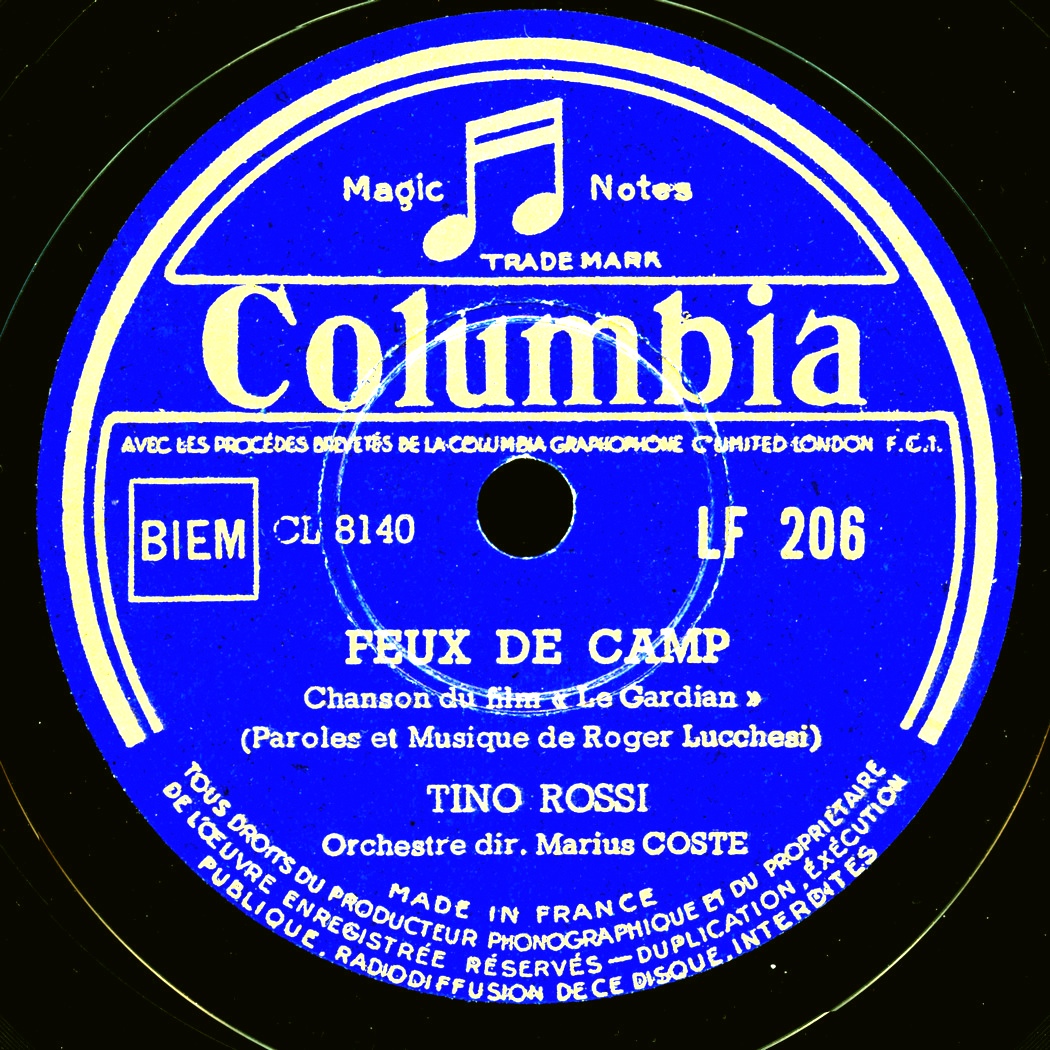 Magic Notes
TRADE MARK
Columbia
AVEC LES PROCÉDES BREVETÉS DE LA COLUMBIA GRAPHOPHONE Cº LIMITED LONDON F.C.1.
BIEM CL 8140 LF 206
FEUX DE CAMP
Chanson du film « Le Gardian »
(Paroles et Musique de Roger Lucchesi)
TINO ROSSI
Orchestre dir. Marius COSTE
MADE IN FRANCE
TOUS DROITS DU PRODUCTEUR PHONOGRAPHIQUE ET DU PROPRIÉTAIRE
DE L'ŒUVRE ENREGISTRÉE RÉSERVÉS — DUPLICATION, ÉXÉCUTION
PUBLIQUE, RADIODIFFUSION DE CE DISQUE INTERDITES